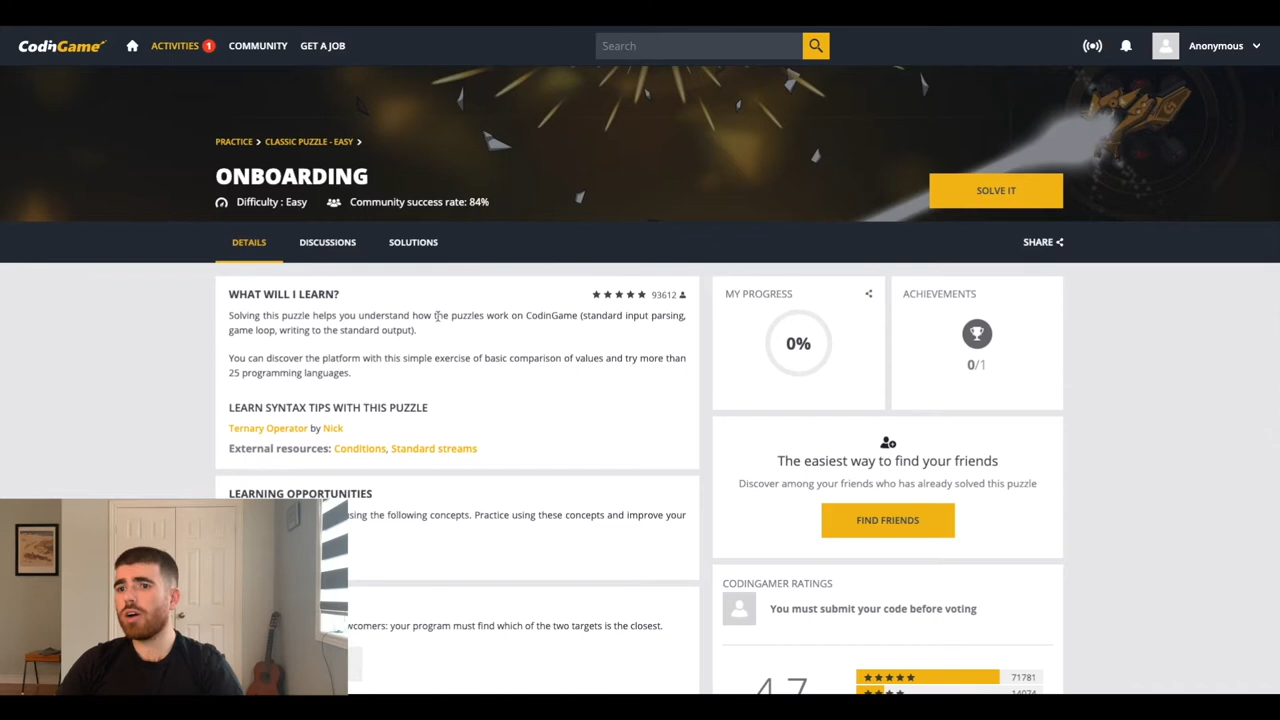 CodinGame
ACTIVITIES 1 COMMUNITY GET A JOB
Search
Anonymous
PRACTICE > CLASSIC PUZZLE - EASY >
ONBOARDING
Difficulty : Easy Community success rate: 84%
SOLVE IT
DETAILS DISCUSSIONS SOLUTIONS
SHARE
WHAT WILL I LEARN?
93612
Solving this puzzle helps you understand how the puzzles work on CodinGame (standard input parsing,
game loop, writing to the standard output).
You can discover the platform with this simple exercise of basic comparison of values and try more than
25 programming languages.
LEARN SYNTAX TIPS WITH THIS PUZZLE
Ternary Operator by Nick
External resources: Conditions, Standard streams
LEARNING OPPORTUNITIES
using the following concepts. Practice using these concepts and improve your
wcomers: your program must find which of the two targets is the closest.
MY PROGRESS
0%
ACHIEVEMENTS
0/1
The easiest way to find your friends
Discover among your friends who has already solved this puzzle
FIND FRIENDS
CODINGAMER RATINGS
You must submit your code before voting
4.7
71781
14074